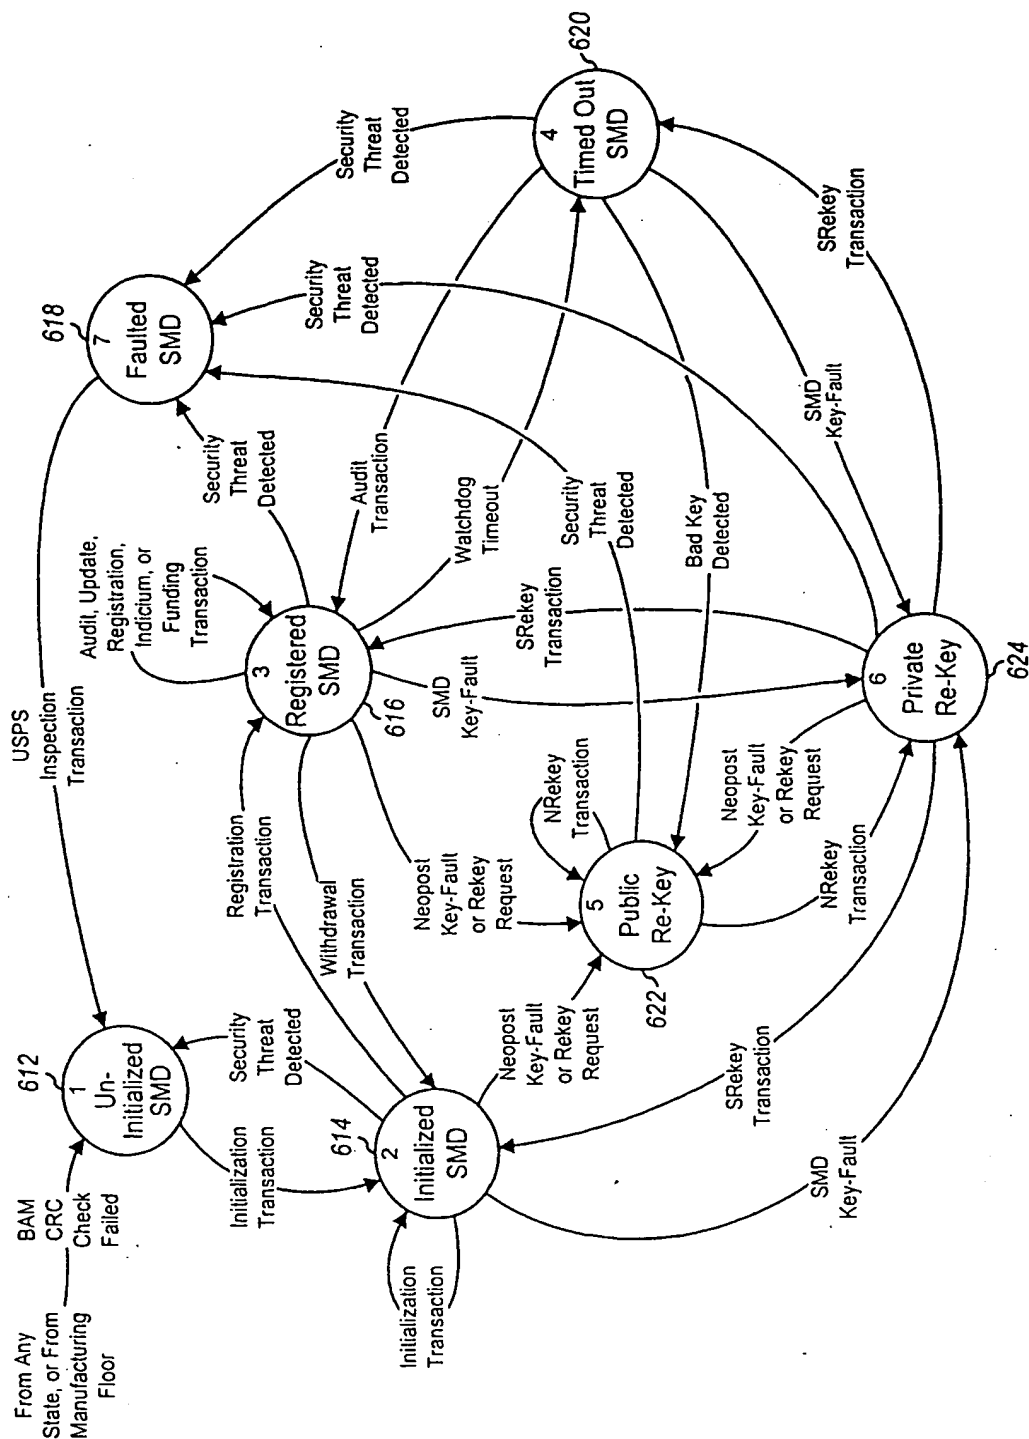 From Any
State, or From
Manufacturing
Floor
BAM
CRC
Check
Failed
612
1
Un-
Initialized
SMD
USPS
Inspection
Transaction
618
7
Faulted
SMD
Initialization
Transaction
Security
Threat
Detected
Registration
Transaction
Audit, Update,
Registration,
Indicium, or
Funding
Transaction
Security
Threat
Detected
Security
Threat
Detected
Security
Threat
Detected
614
2
Initialized
SMD
Initialization
Transaction
Withdrawal
Transaction
3
Registered
SMD
616
Audit
Transaction
Watchdog
Timeout
4
Timed Out
SMD
620
Neopost
Key-Fault
or Rekey
Request
Neopost
Key-Fault
or Rekey
Request
SMD
Key-Fault
SRekey
Transaction
Security
Threat
Detected
Bad Key
Detected
NRekey
Transaction
5
Public
Re-Key
622
Neopost
Key-Fault
or Rekey
Request
NRekey
Transaction
SMD
Key-Fault
SRekey
Transaction
SRekey
Transaction
SMD
Key-Fault
6
Private
Re-Key
624